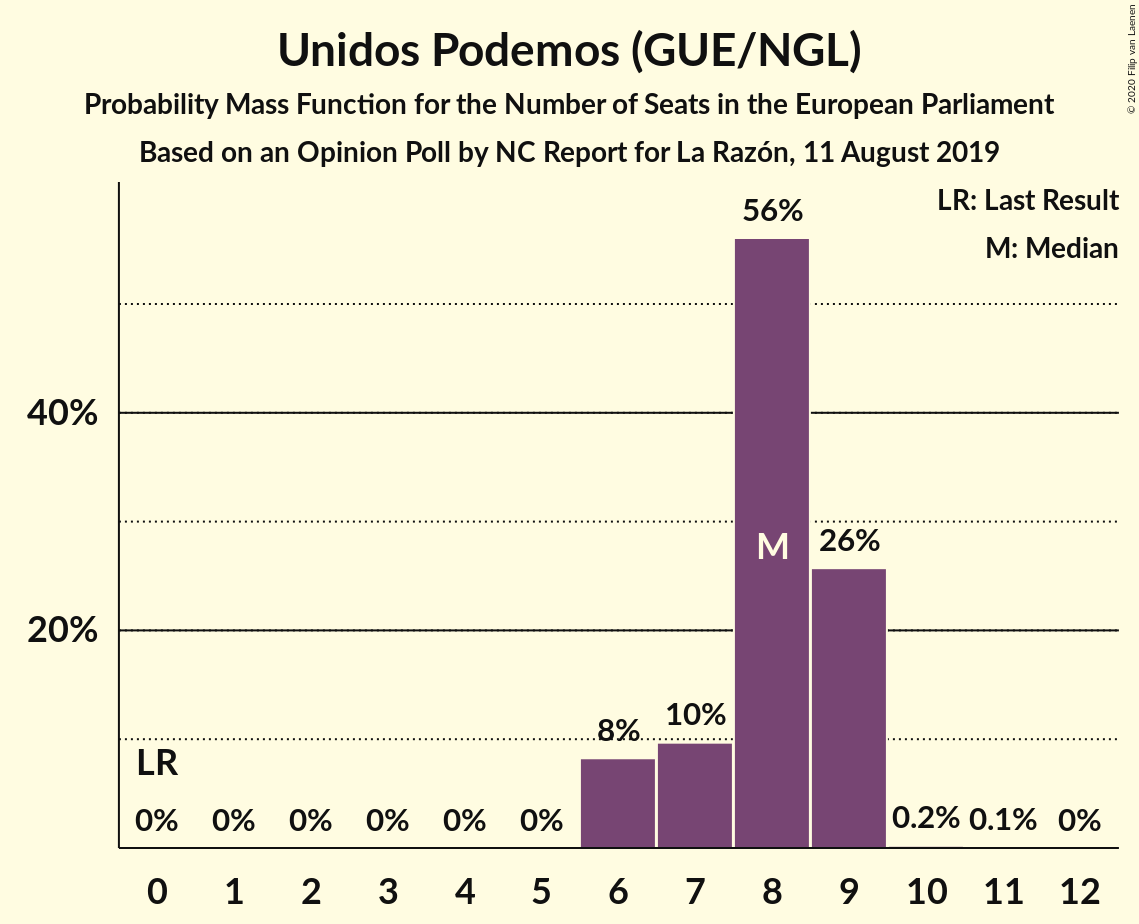 Unidos Podemos (GUE/NGL)
Probability Mass Function for the Number of Seats in the European Parliament
Based on an Opinion Poll by NC Report for La Razón, 11 August 2019
© 2020 Filip van Laenen
LR: Last Result
M: Median
56%
40%
M
26%
20%
8%
10%
LR
0%
0%
0%
0%
0%
0%
0.2%
0.1%
0%
0 1 2 3 4 5 6 7 8 9 10 11 12